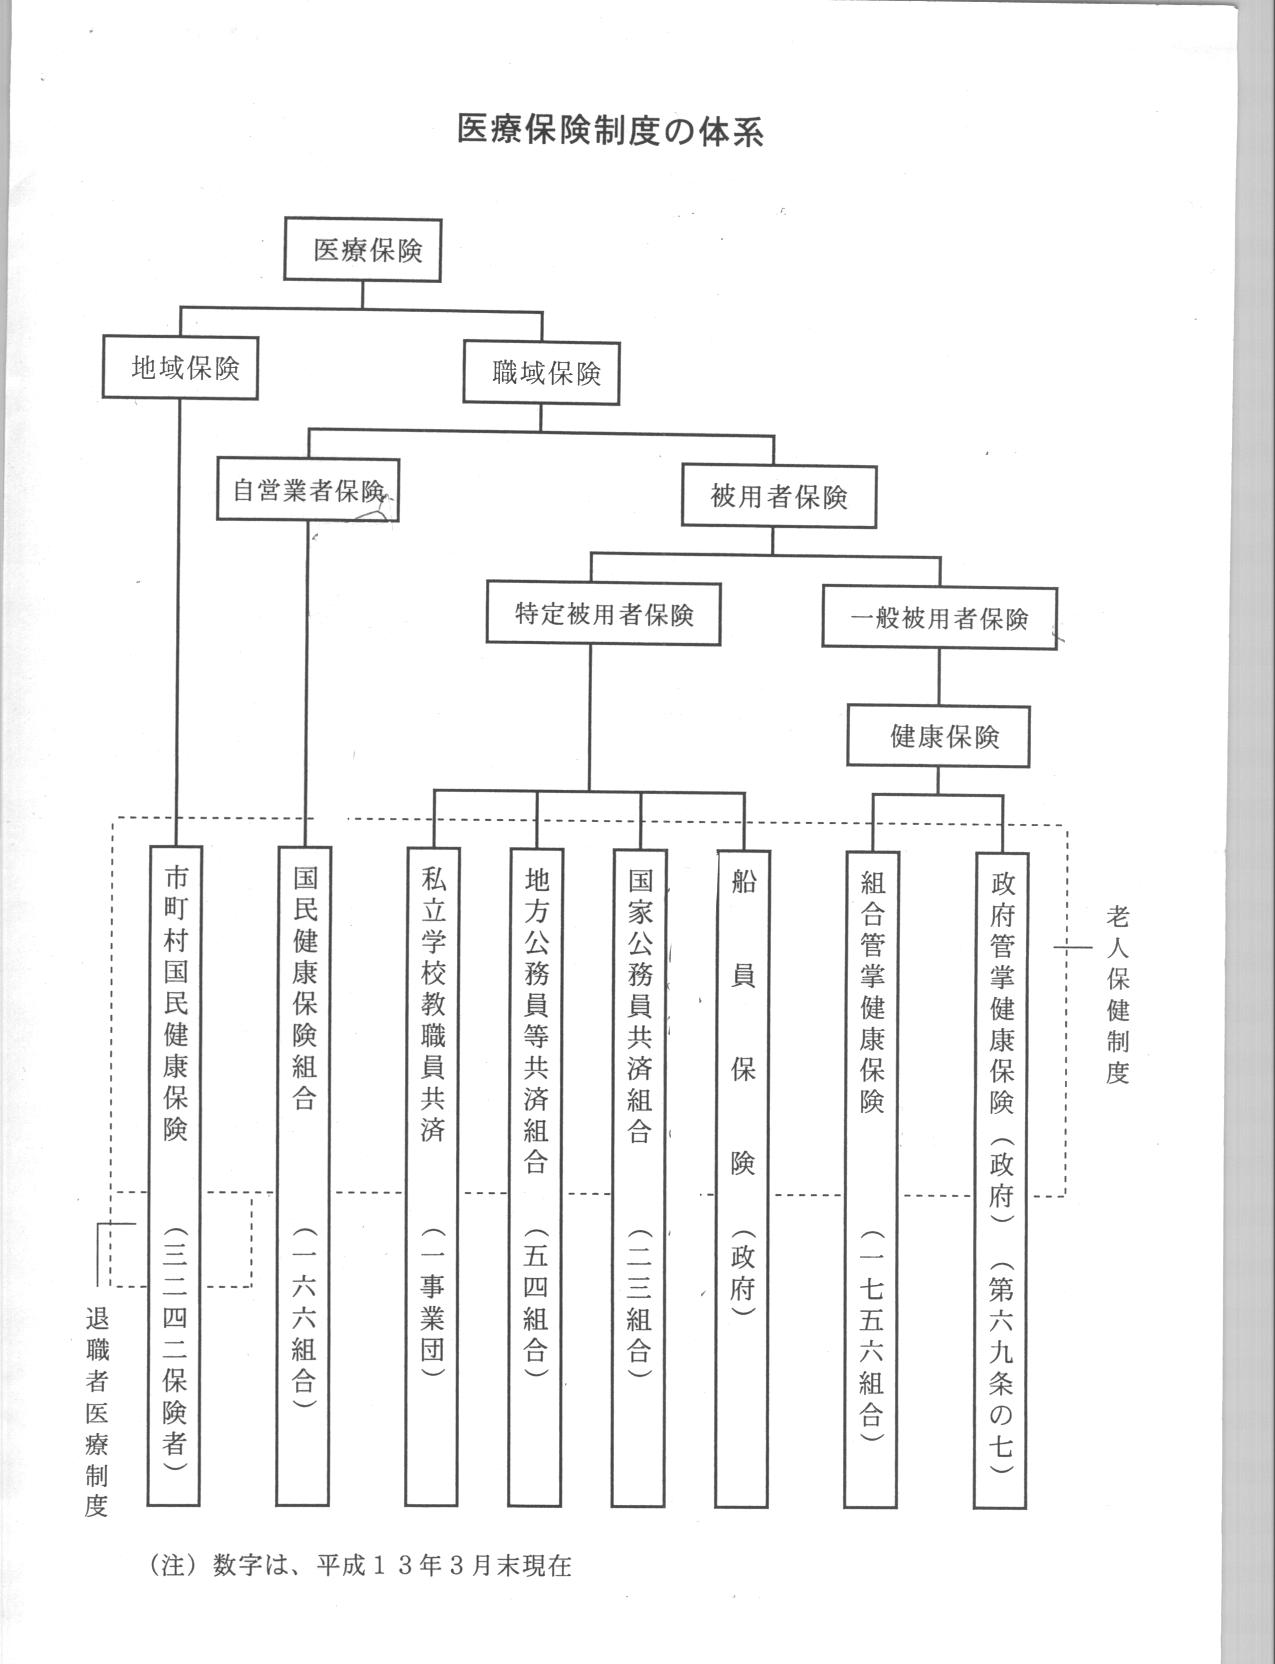 医療保険制度の体系
医療保険
地域保険
職域保険
自営業者保険
被用者保険
特定被用者保険
一般被用者保険
健康保険
老人保健制度
政府管掌健康保険（政府）（第六九条の七）
組合管掌健康保険（一七五六組合）
船員保険（政府）
国家公務員共済組合（二三組合）
地方公務員等共済組合（五四組合）
私立学校教職員共済（一事業団）
国民健康保険組合（一六六組合）
市町村国民健康保険（三二四二保険者）
退職者医療制度
（注）数字は、平成１３年３月末現在